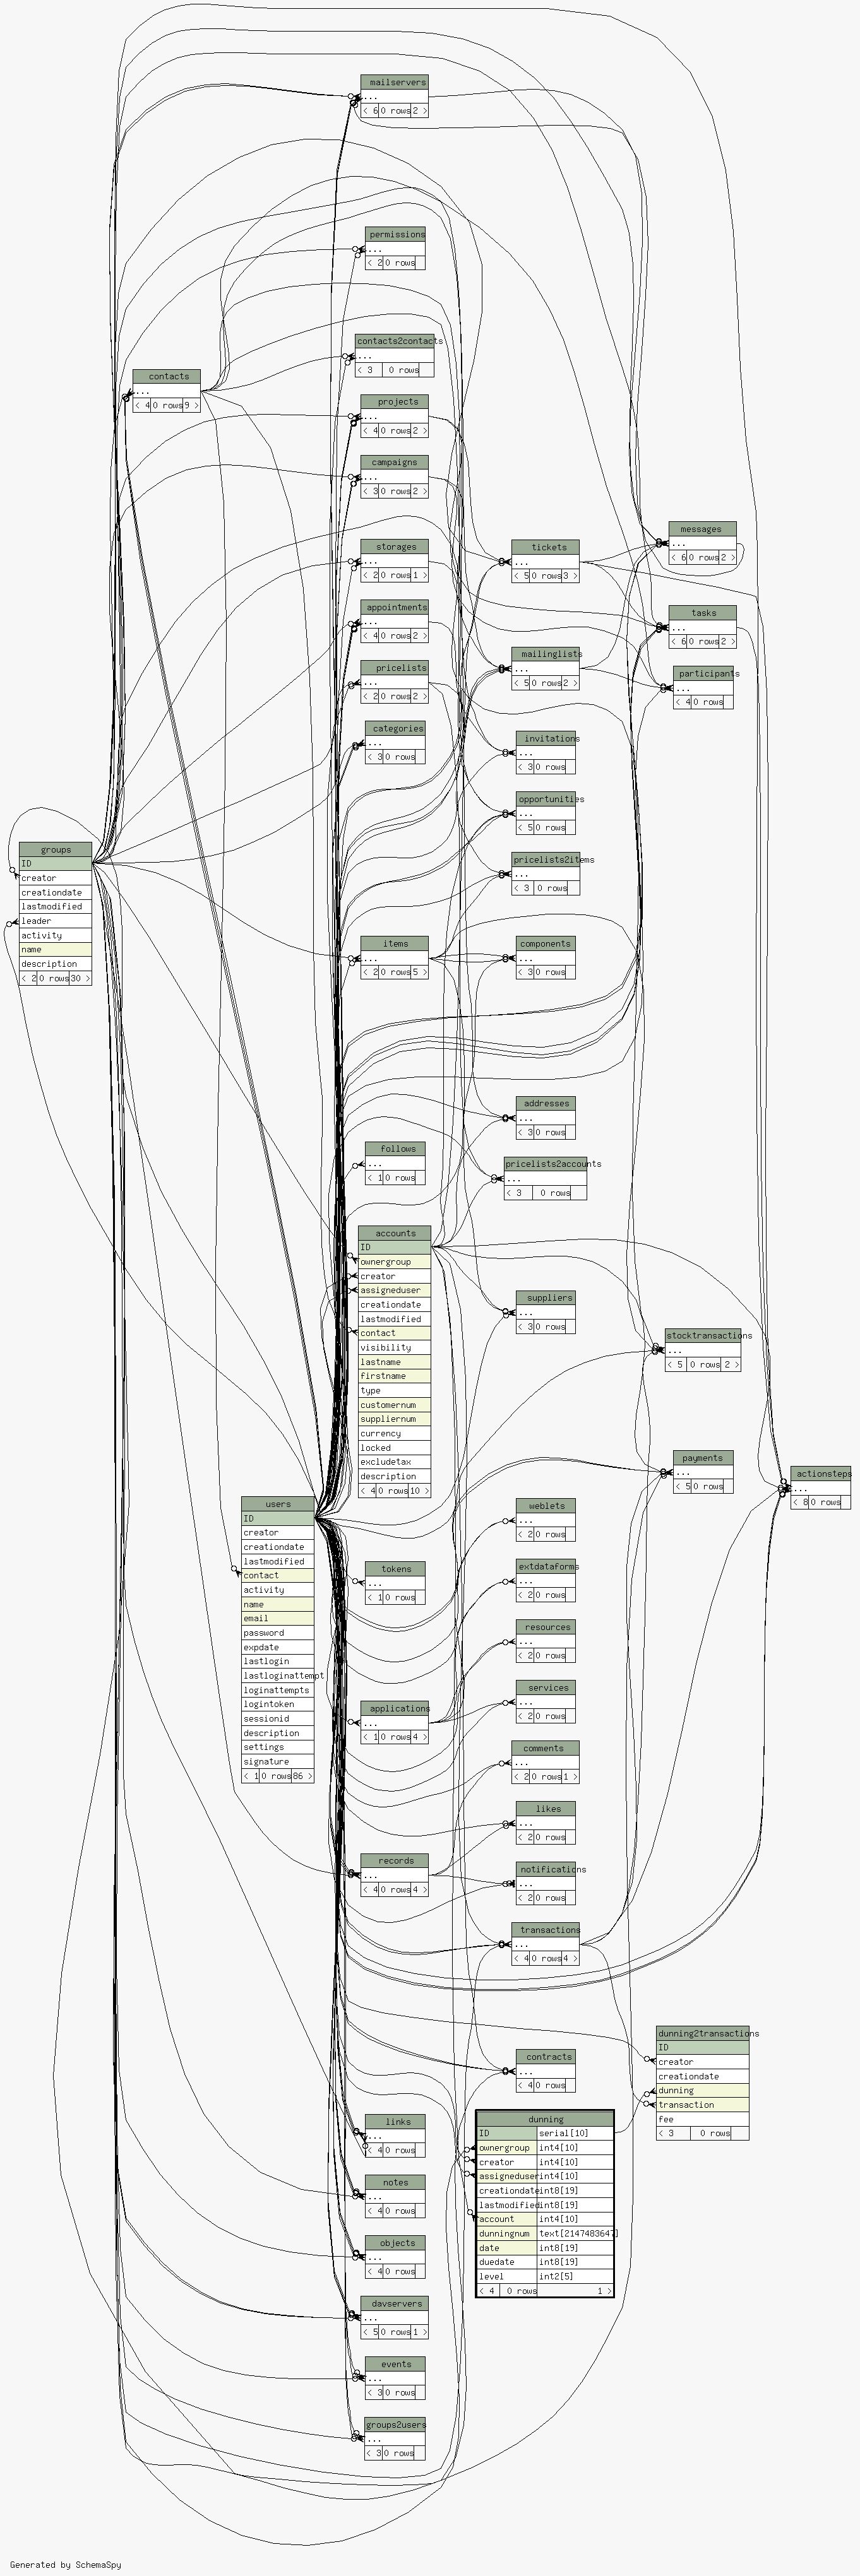 mailservers
...
< 6 0 rows 2 >
permissions
...
< 2 0 rows
contacts2contacts
...
< 3 0 rows
contacts
...
< 4 0 rows 9 >
projects
...
< 4 0 rows 2 >
campaigns
...
< 3 0 rows 2 >
messages
...
< 6 0 rows 2 >
storages
...
< 2 0 rows 1 >
tickets
...
< 5 0 rows 3 >
appointments
...
< 4 0 rows 2 >
tasks
...
< 6 0 rows 2 >
mailinglists
...
< 5 0 rows 2 >
pricelists
...
< 2 0 rows 2 >
participants
...
< 4 0 rows
categories
...
< 3 0 rows
invitations
...
< 3 0 rows
opportunities
...
< 5 0 rows
groups
ID
creator
creationdate
lastmodified
leader
activity
name
description
< 2 0 rows 30 >
pricelists2items
...
< 3 0 rows
items
...
< 2 0 rows 5 >
components
...
< 3 0 rows
addresses
...
< 3 0 rows
follows
...
< 1 0 rows
pricelists2accounts
...
< 3 0 rows
accounts
ID
ownergroup
creator
assigneduser
creationdate
lastmodified
contact
visibility
lastname
firstname
type
customernum
suppliernum
currency
locked
excludetax
description
< 4 0 rows 10 >
suppliers
...
< 3 0 rows
stocktransactions
...
< 5 0 rows 2 >
payments
...
< 5 0 rows
actionsteps
...
< 8 0 rows
users
ID
creator
creationdate
lastmodified
contact
activity
name
email
password
expdate
lastlogin
lastloginattempt
loginattempts
logintoken
sessionid
description
settings
signature
< 1 0 rows 86 >
weblets
...
< 2 0 rows
tokens
...
< 1 0 rows
extdataforms
...
< 2 0 rows
resources
...
< 2 0 rows
services
...
< 2 0 rows
applications
...
< 1 0 rows 4 >
comments
...
< 2 0 rows 1 >
likes
...
< 2 0 rows
records
...
< 4 0 rows 4 >
notifications
...
< 2 0 rows
transactions
...
< 4 0 rows 4 >
dunning2transactions
ID
creator
creationdate
dunning
transaction
fee
< 3 0 rows
contracts
...
< 4 0 rows
dunning
ID serial[10]
ownergroup int4[10]
creator int4[10]
assigneduser int4[10]
creationdate int8[19]
lastmodified int8[19]
account int4[10]
dunningnum text[2147483647]
date int8[19]
duedate int8[19]
level int2[5]
< 4 0 rows 1 >
links
...
< 4 0 rows
notes
...
< 4 0 rows
objects
...
< 4 0 rows
davservers
...
< 5 0 rows 1 >
events
...
< 3 0 rows
groups2users
...
< 3 0 rows
Generated by SchemaSpy